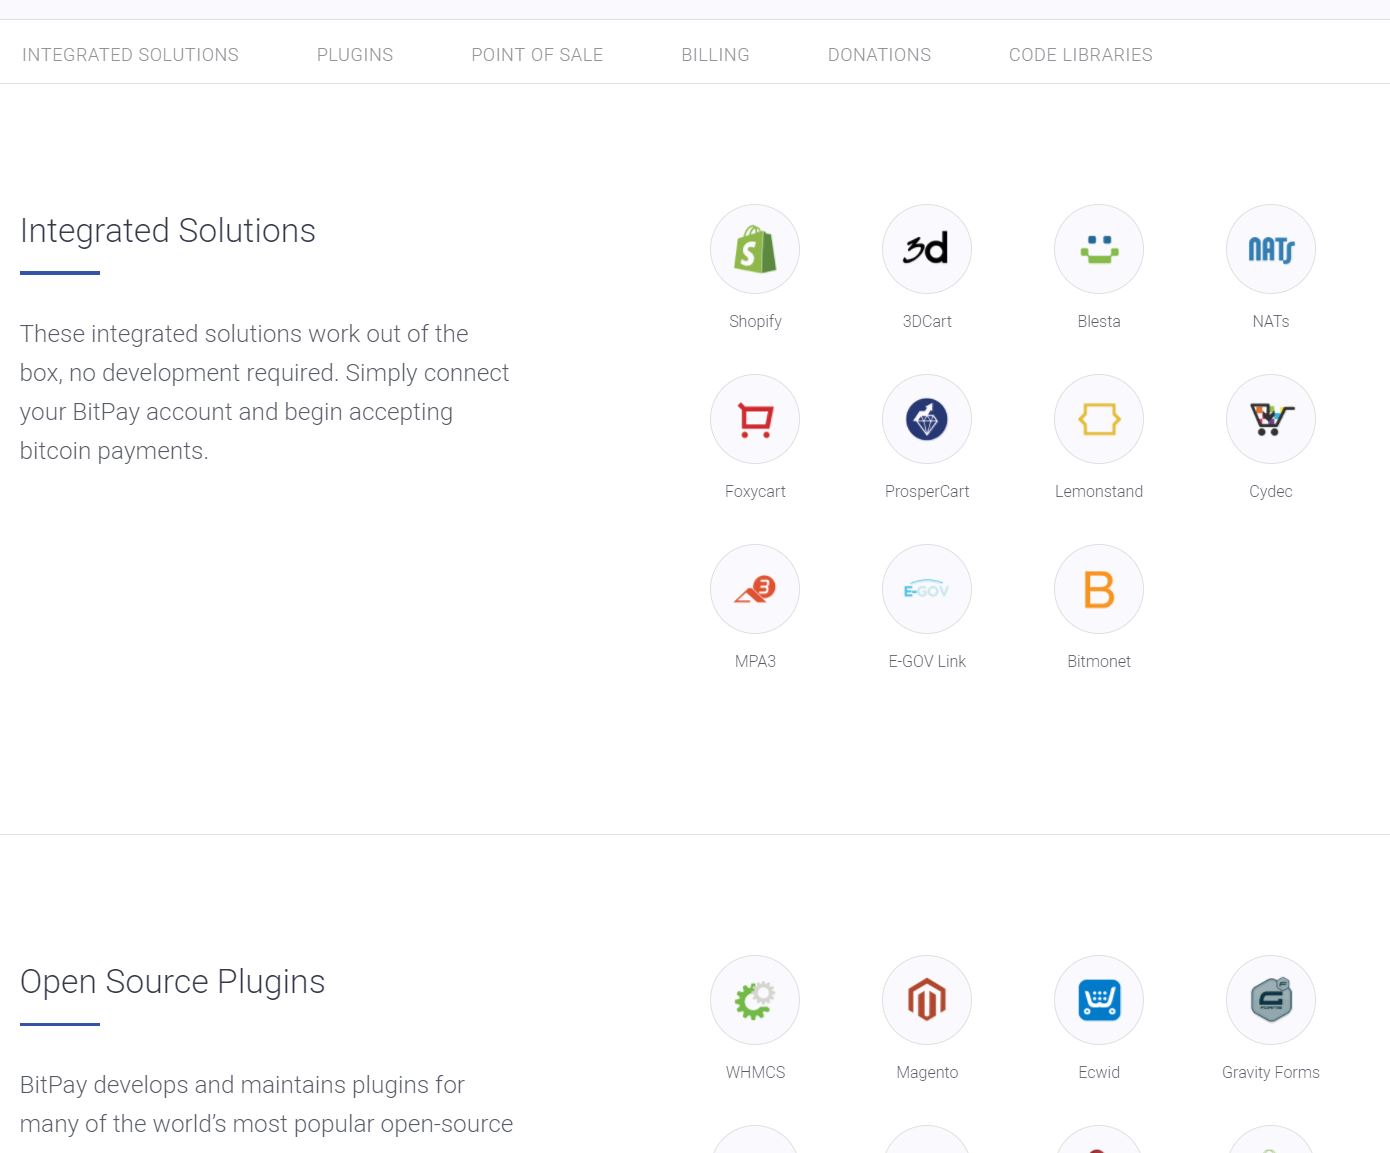 INTEGRATED SOLUTIONS PLUGINS POINT OF SALE BILLING DONATIONS CODE LIBRARIES
Integrated Solutions
These integrated solutions work out of the
box, no development required. Simply connect
your BitPay account and begin accepting
bitcoin payments.
S 3d NATs
Shopify 3DCart Blesta NATs
Foxycart ProsperCart Lemonstand Cydec
3 E-GOV B
MPA3 E-GOV Link Bitmonet
Open Source Plugins
BitPay develops and maintains plugins for
many of the world’s most popular open-source
WHMCS Magento Ecwid Gravity Forms